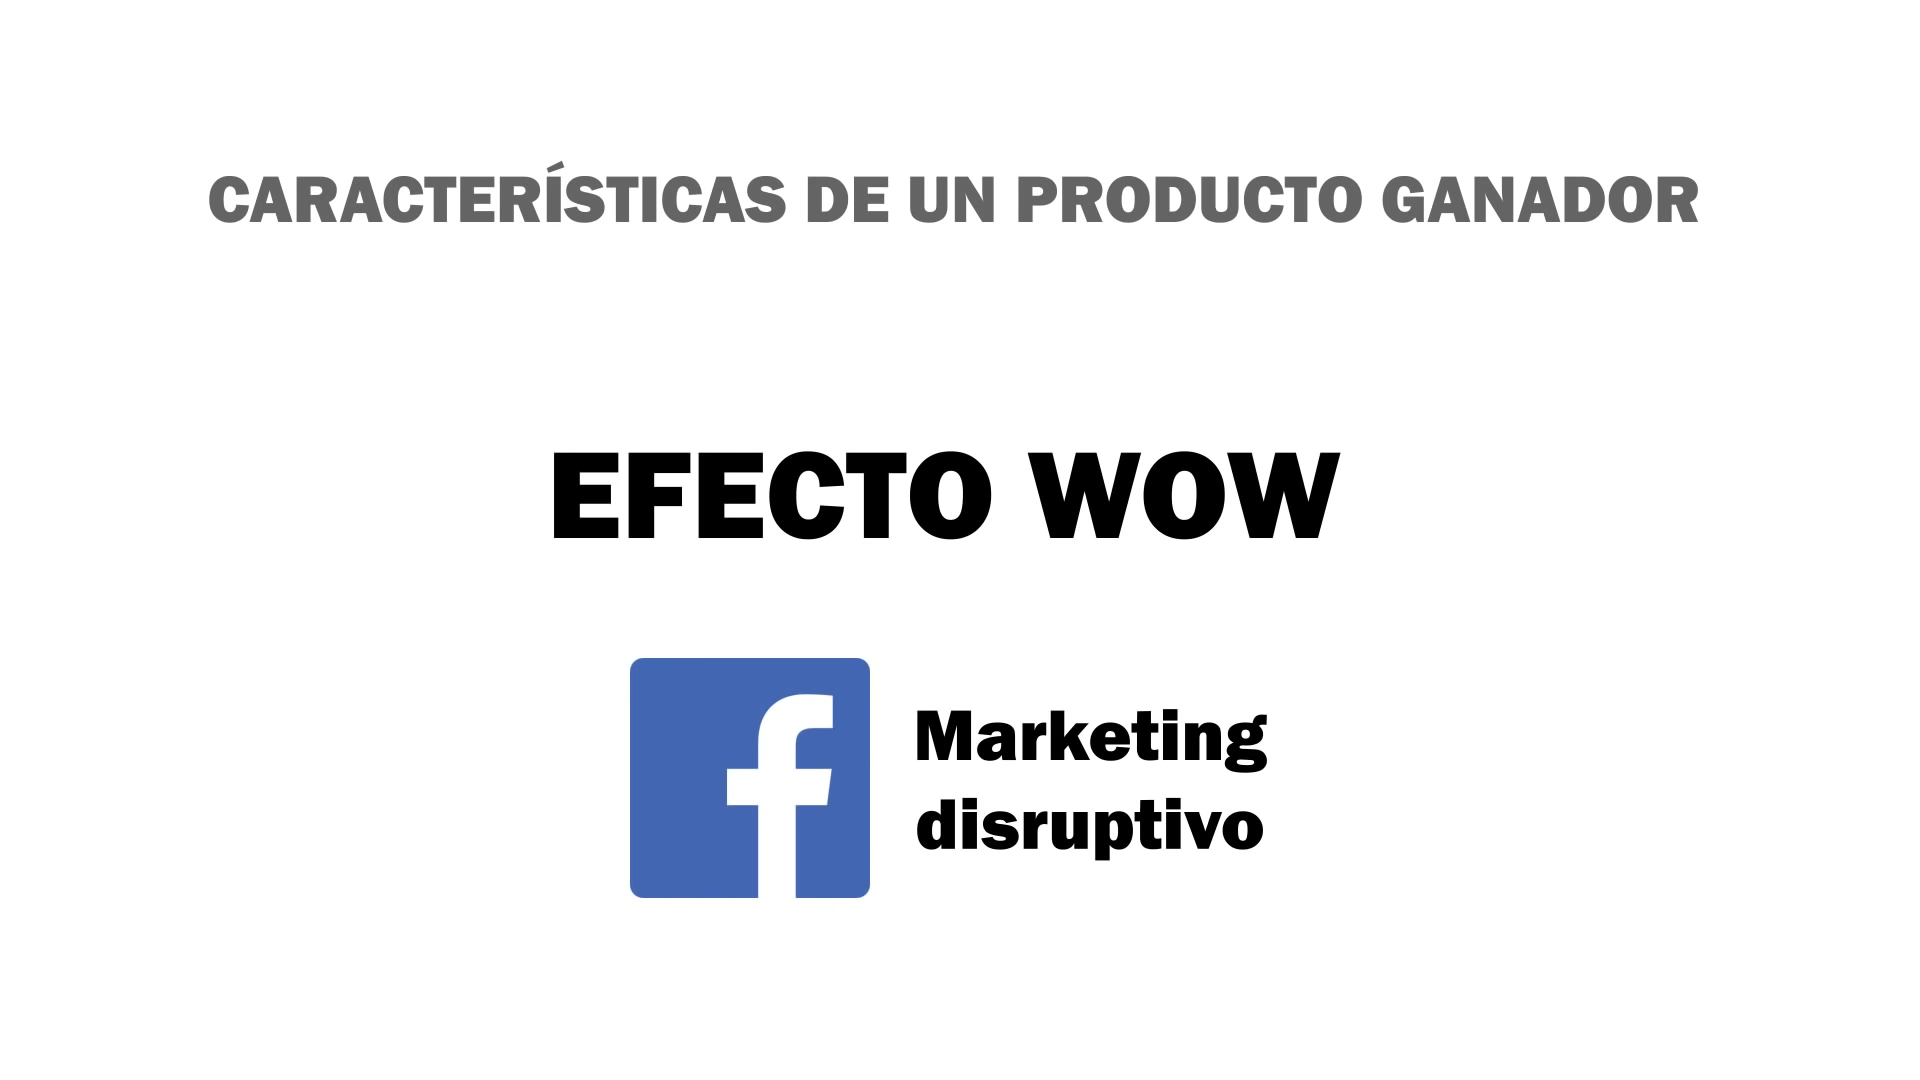 CARACTERÍSTICAS DE UN PRODUCTO GANADOR
EFECTO WOW
f
Marketing
disruptivo